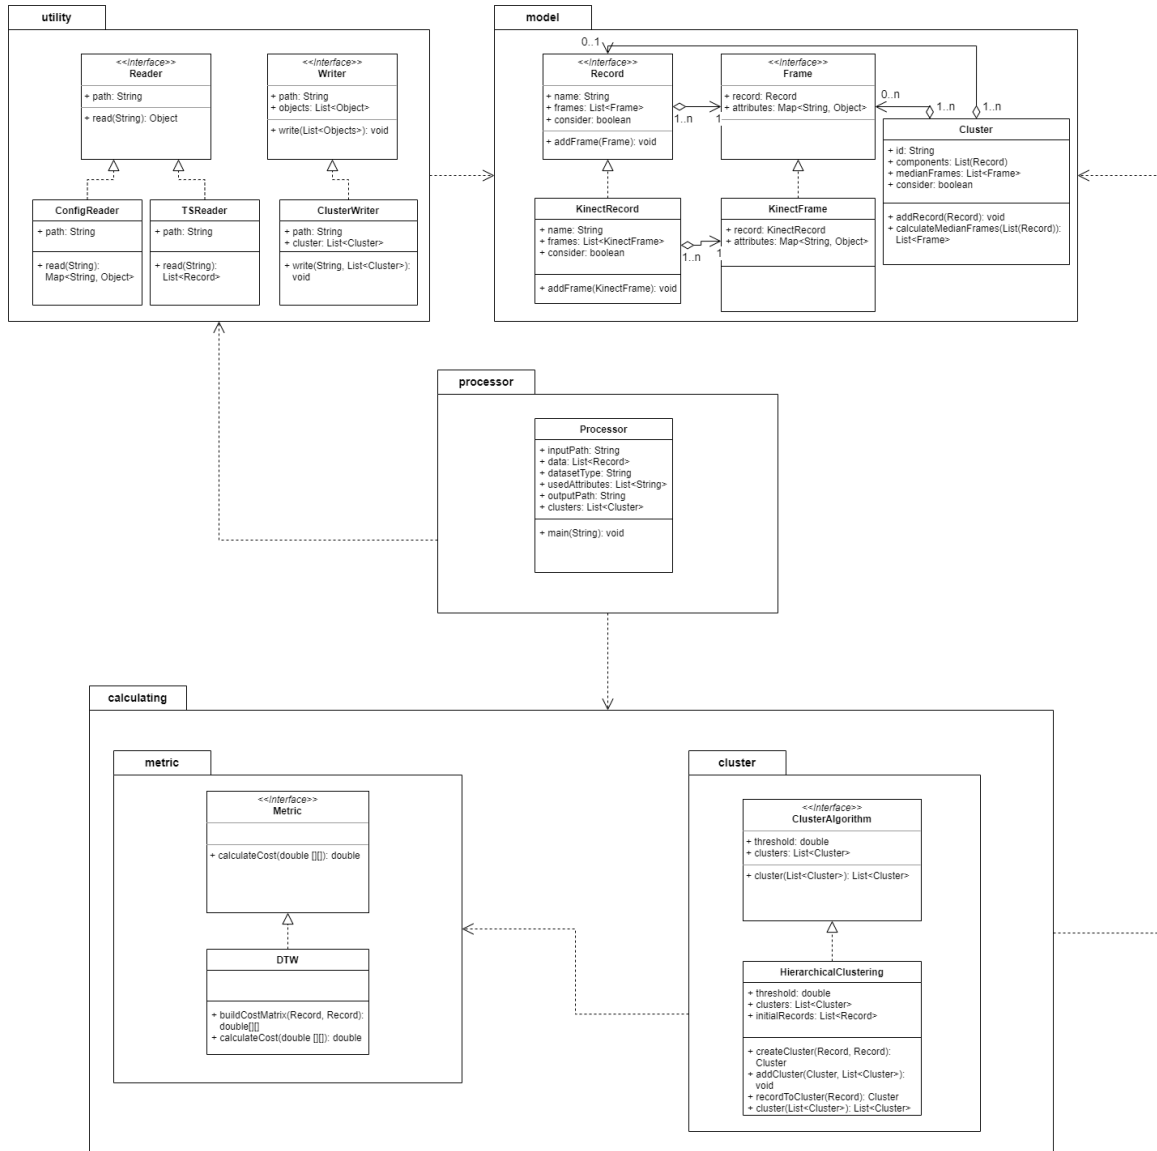 utility
<<Interface>>
Reader
+ path: String
+ read(String): Object
<<Interface>>
Writer
+ path: String
+ objects: List<Object>
+ write(List<Objects>): void
ConfigReader
+ path: String
+ read(String):
Map<String, Object>
TSReader
+ path: String
+ read(String):
List<Record>
ClusterWriter
+ path: String
+ cluster: List<Cluster>
+ write(String, List<Cluster>):
void
model
0..1
<<Interface>>
Record
+ name: String
+ frames: List<Frame>
+ consider: boolean
+ addFrame(Frame): void
1..n
1
<<Interface>>
Frame
+ record: Record
+ attributes: Map<String, Object>
0..n
1..n
1..n
Cluster
+ id: String
+ components: List(Record)
+ medianFrames: List<Frame>
+ consider: boolean
+ addRecord(Record): void
+ calculateMedianFrames(List(Record)):
List<Frame>
KinectRecord
+ name: String
+ frames: List<KinectFrame>
+ consider: boolean
+ addFrame(KinectFrame): void
1..n
1
KinectFrame
+ record: KinectRecord
+ attributes: Map<String, Object>
processor
Processor
+ inputPath: String
+ data: List<Record>
+ datasetType: String
+ usedAttributes: List<String>
+ outputPath: String
+ clusters: List<Cluster>
+ main(String): void
calculating
metric
<<Interface>>
Metric
+ calculateCost(double [][]): double
DTW
+ buildCostMatrix(Record, Record):
double[][]
+ calculateCost(double [][]): double
cluster
<<Interface>>
ClusterAlgorithm
+ threshold: double
+ clusters: List<Cluster>
+ cluster(List<Cluster>): List<Cluster>
HierarchicalClustering
+ threshold: double
+ clusters: List<Cluster>
+ initialRecords: List<Record>
+ createCluster(Record, Record):
Cluster
+ addCluster(Cluster, List<Cluster>):
void
+ recordToCluster(Record): Cluster
+ cluster(List<Cluster>): List<Cluster>